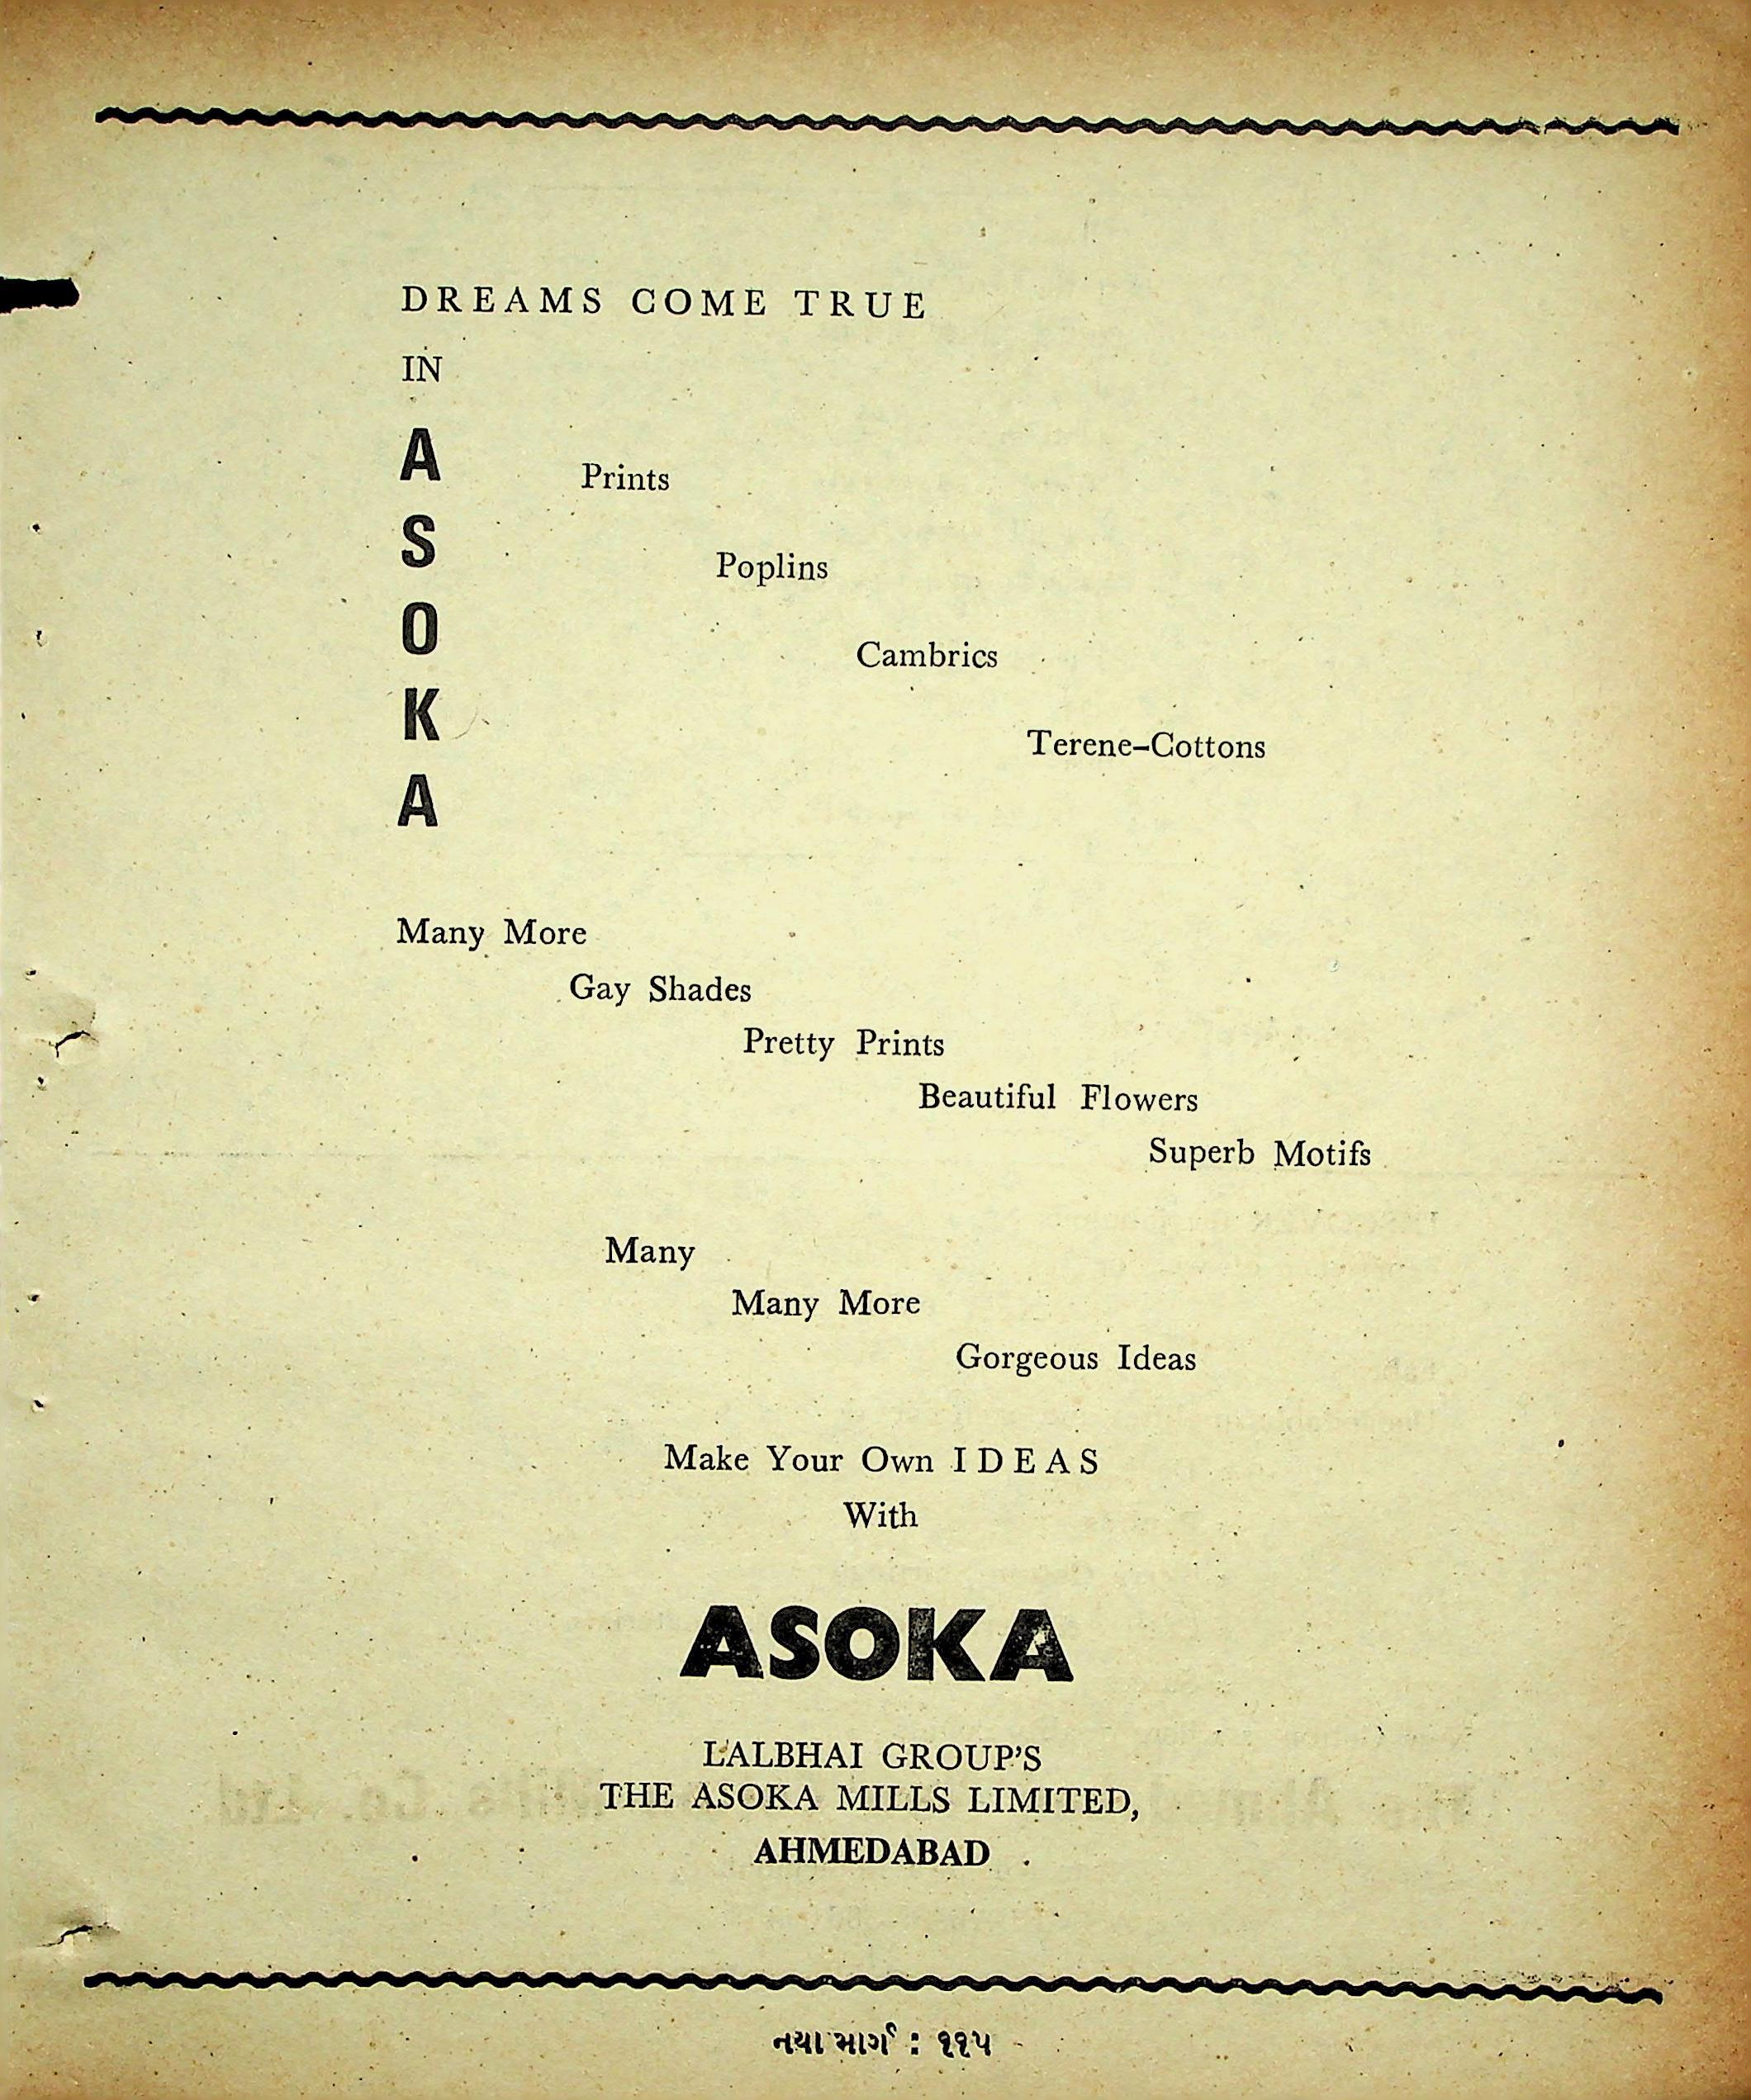 DREAMS COME TRUE
IN
A
Prints
S
Poplins
O
Cambrics
K
Terene-Cottons
A
Many More
Gay Shades
Pretty Prints
Beautiful Flowers
Superb Motifs
Many
Many More
Gorgeous Ideas
Make Your Own IDEAS
With
ASOKA
LALBHAI GROUP'S
THE ASOKA MILLS LIMITED,
AHMEDABAD .
નયા માર્ગ : ૧૧૫